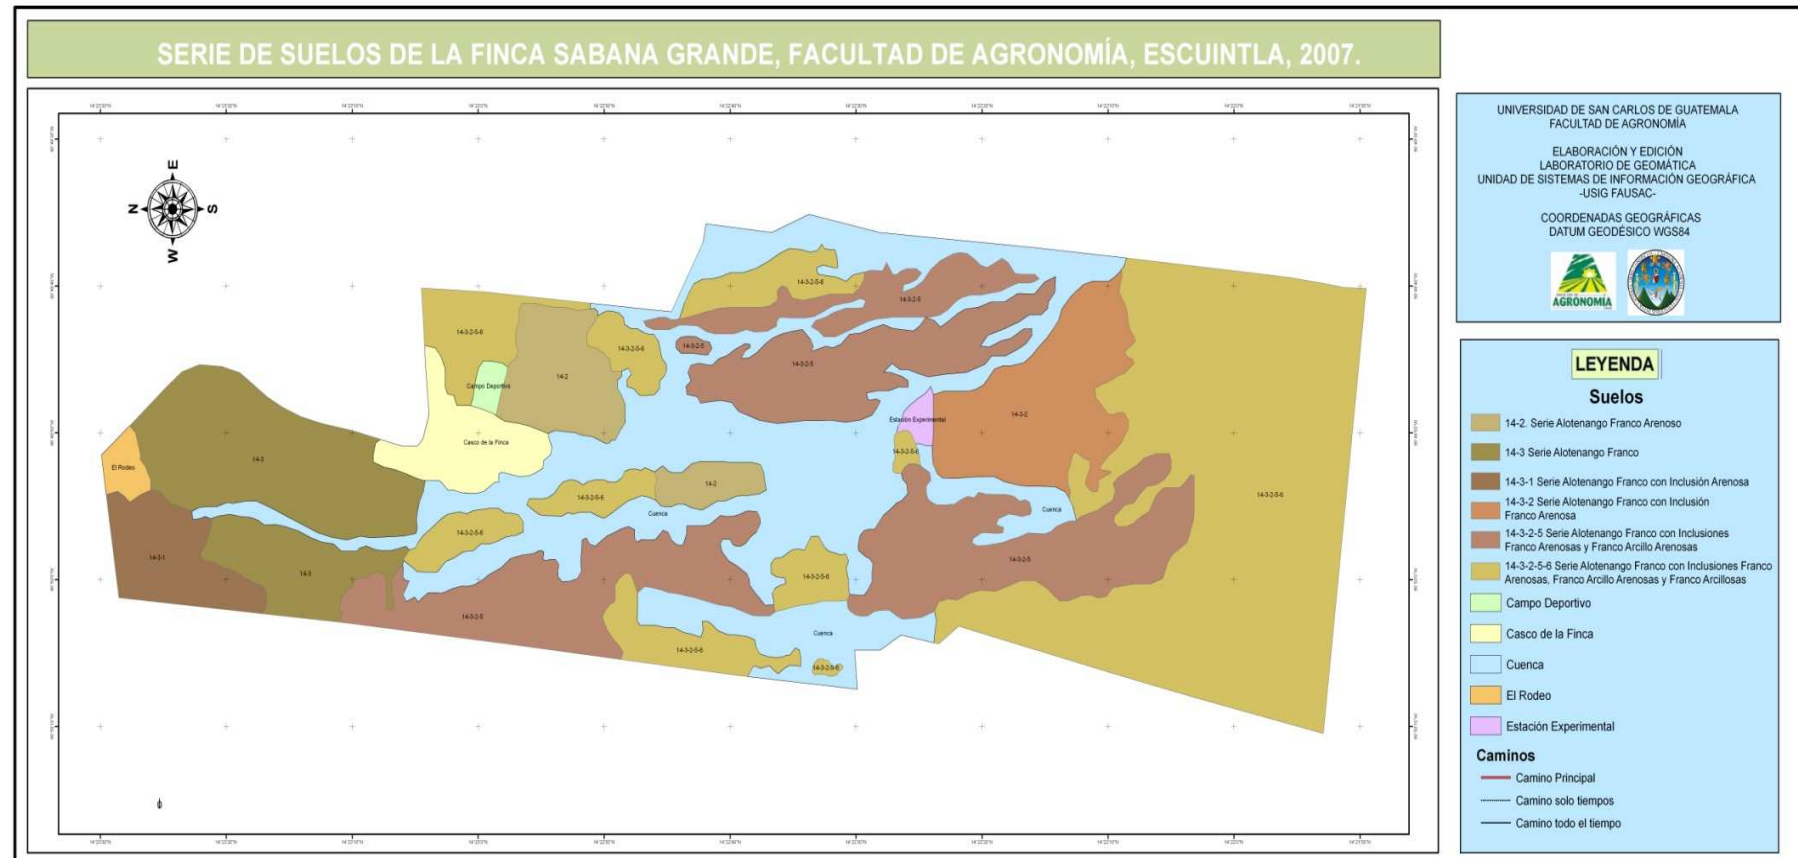 SERIE DE SUELOS DE LA FINCA SABANA GRANDE, FACULTAD DE AGRONOMÍA, ESCUINTLA, 2007.
E
N
S
W
14-3-2-5-6
14-3-2-5
14-3-2-5-6
14-3-2-5-6
14-3-2-5
14-3-2-5
14-2
Campo Deportivo
14-3-2
Estación Experimental
Casco de la Finca
14-3-2-5-6
El Rodeo
14-3
14-2
14-3-2-5-6
14-3-2-5-6
Cuenca
Cuenca
14-3-2-5-6
14-3-1
14-3-2-5
14-3
14-3-2-5-6
14-3-2-5
Cuenca
14-3-2-5-6
14-3-2-5-6
UNIVERSIDAD DE SAN CARLOS DE GUATEMALA
FACULTAD DE AGRONOMÍA
ELABORACIÓN Y EDICIÓN
LABORATORIO DE GEOMÁTICA
UNIDAD DE SISTEMAS DE INFORMACIÓN GEOGRÁFICA
-USIG FAUSAC-
COORDENADAS GEOGRÁFICAS
DATUM GEODÉSICO WGS84
AGRONOMÍA
LEYENDA
Suelos
14-2. Serie Alotenango Franco Arenoso
14-3 Serie Alotenango Franco
14-3-1 Serie Alotenango Franco con Inclusión Arenosa
14-3-2 Serie Alotenango Franco con Inclusión
Franco Arenosa
14-3-2-5 Serie Alotenango Franco con Inclusiones
Franco Arenosas y Franco Arcillo Arenosas
14-3-2-5-6 Serie Alotenango Franco con Inclusiones Franco
Arenosas, Franco Arcillo Arenosas y Franco Arcillosas
Campo Deportivo
Casco de la Finca
Cuenca
El Rodeo
Estación Experimental
Caminos
Camino Principal
Camino solo tiempos
Camino todo el tiempo